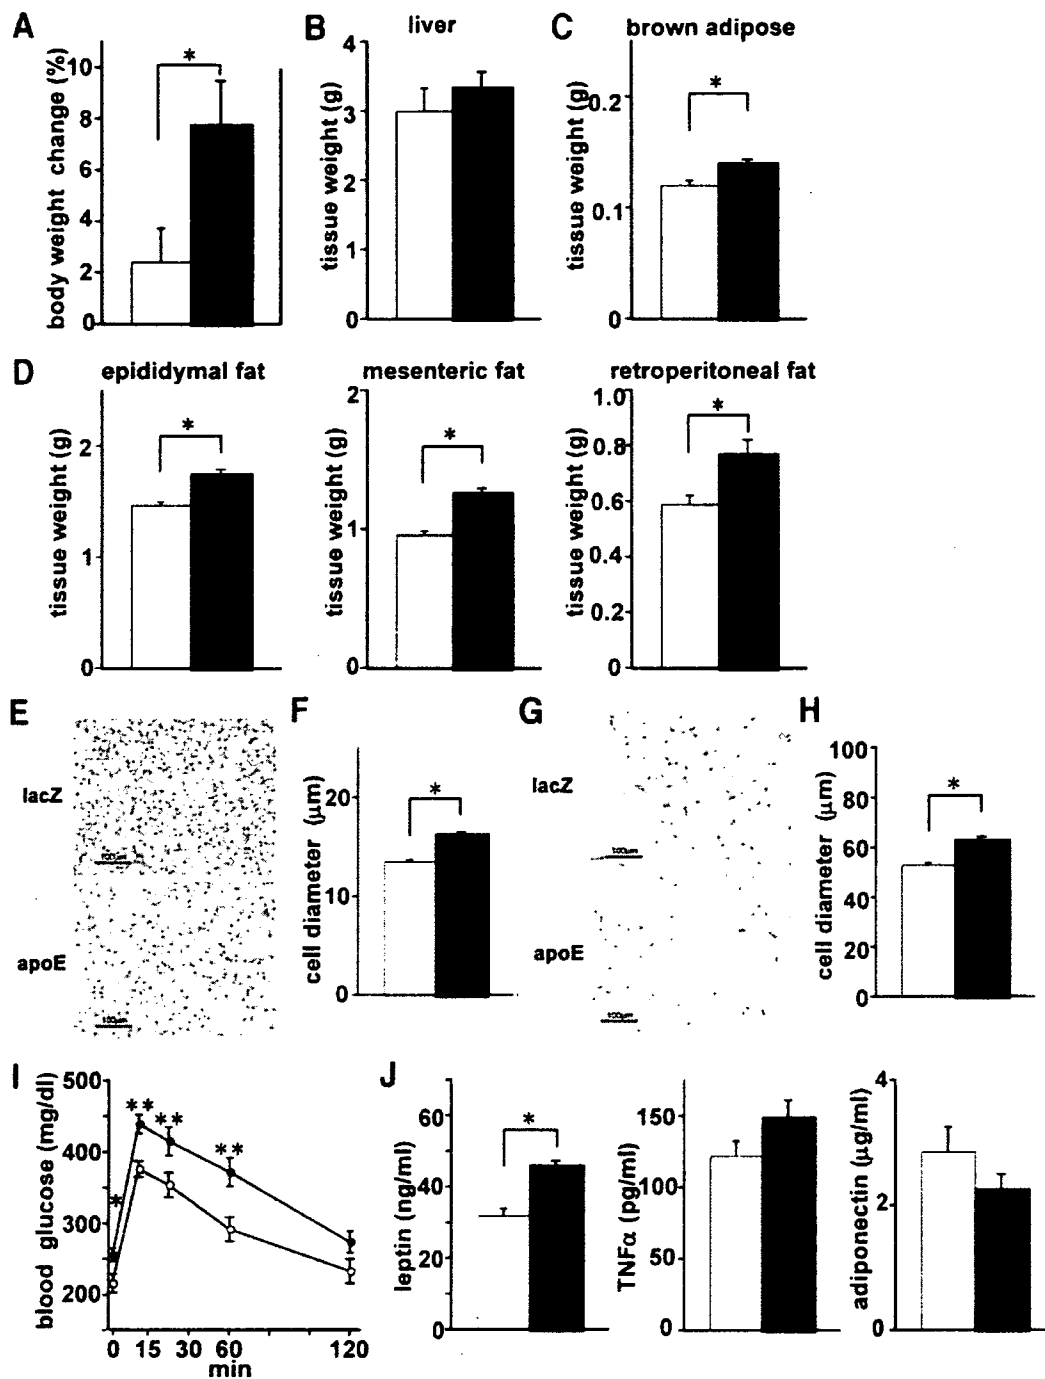 A
body weight change (%)
10
8
6
4
2
0
*
B
liver
tissue weight (g)
4
3
2
1
0
C
brown adipose
tissue weight (g)
0.2
0.1
0
*
D
epididymal fat
tissue weight (g)
2
1
0
*
mesenteric fat
tissue weight (g)
2
1
0
*
retroperitoneal fat
tissue weight (g)
1.0
0.8
0.6
0.4
0.2
0
*
E
lacZ
100μm
apoE
100μm
F
cell diameter (μm)
20
10
0
*
G
lacZ
100μm
apoE
100μm
H
cell diameter (μm)
100
80
60
40
20
0
*
I
blood glucose (mg/dl)
500
400
300
200
*
**
**
**
0 15 30 60 120
min
J
leptin (ng/ml)
60
40
20
0
*
TNFα (pg/ml)
150
100
50
0
adiponectin (μg/ml)
4
2
0